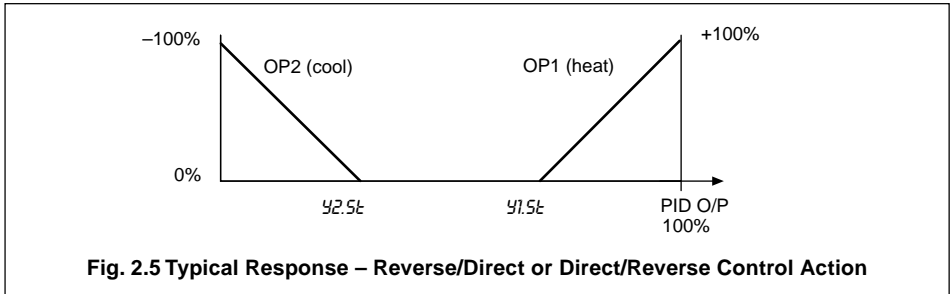 –100%
+100%
OP2 (cool)
OP1 (heat)
0%
Y2.St
Y1.St
PID O/P
100%
Fig. 2.5 Typical Response – Reverse/Direct or Direct/Reverse Control Action